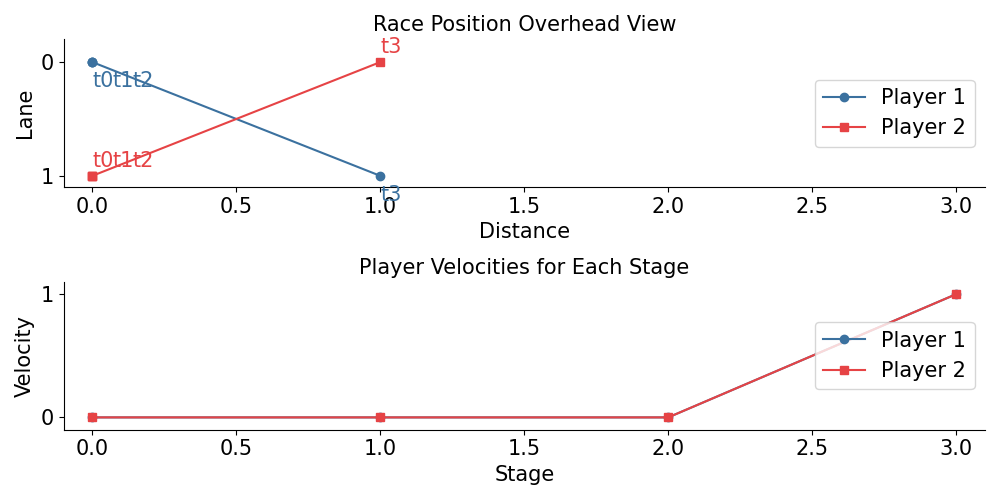 Race Position Overhead View
t3
0
t0t1t2
Player 1
Lane
Player 2
t0t1t2
1
t3
0.0 0.5 1.0 1.5 2.0 2.5 3.0
Distance
Player Velocities for Each Stage
1
Player 1
Velocity
Player 2
0
0.0 0.5 1.0 1.5 2.0 2.5 3.0
Stage